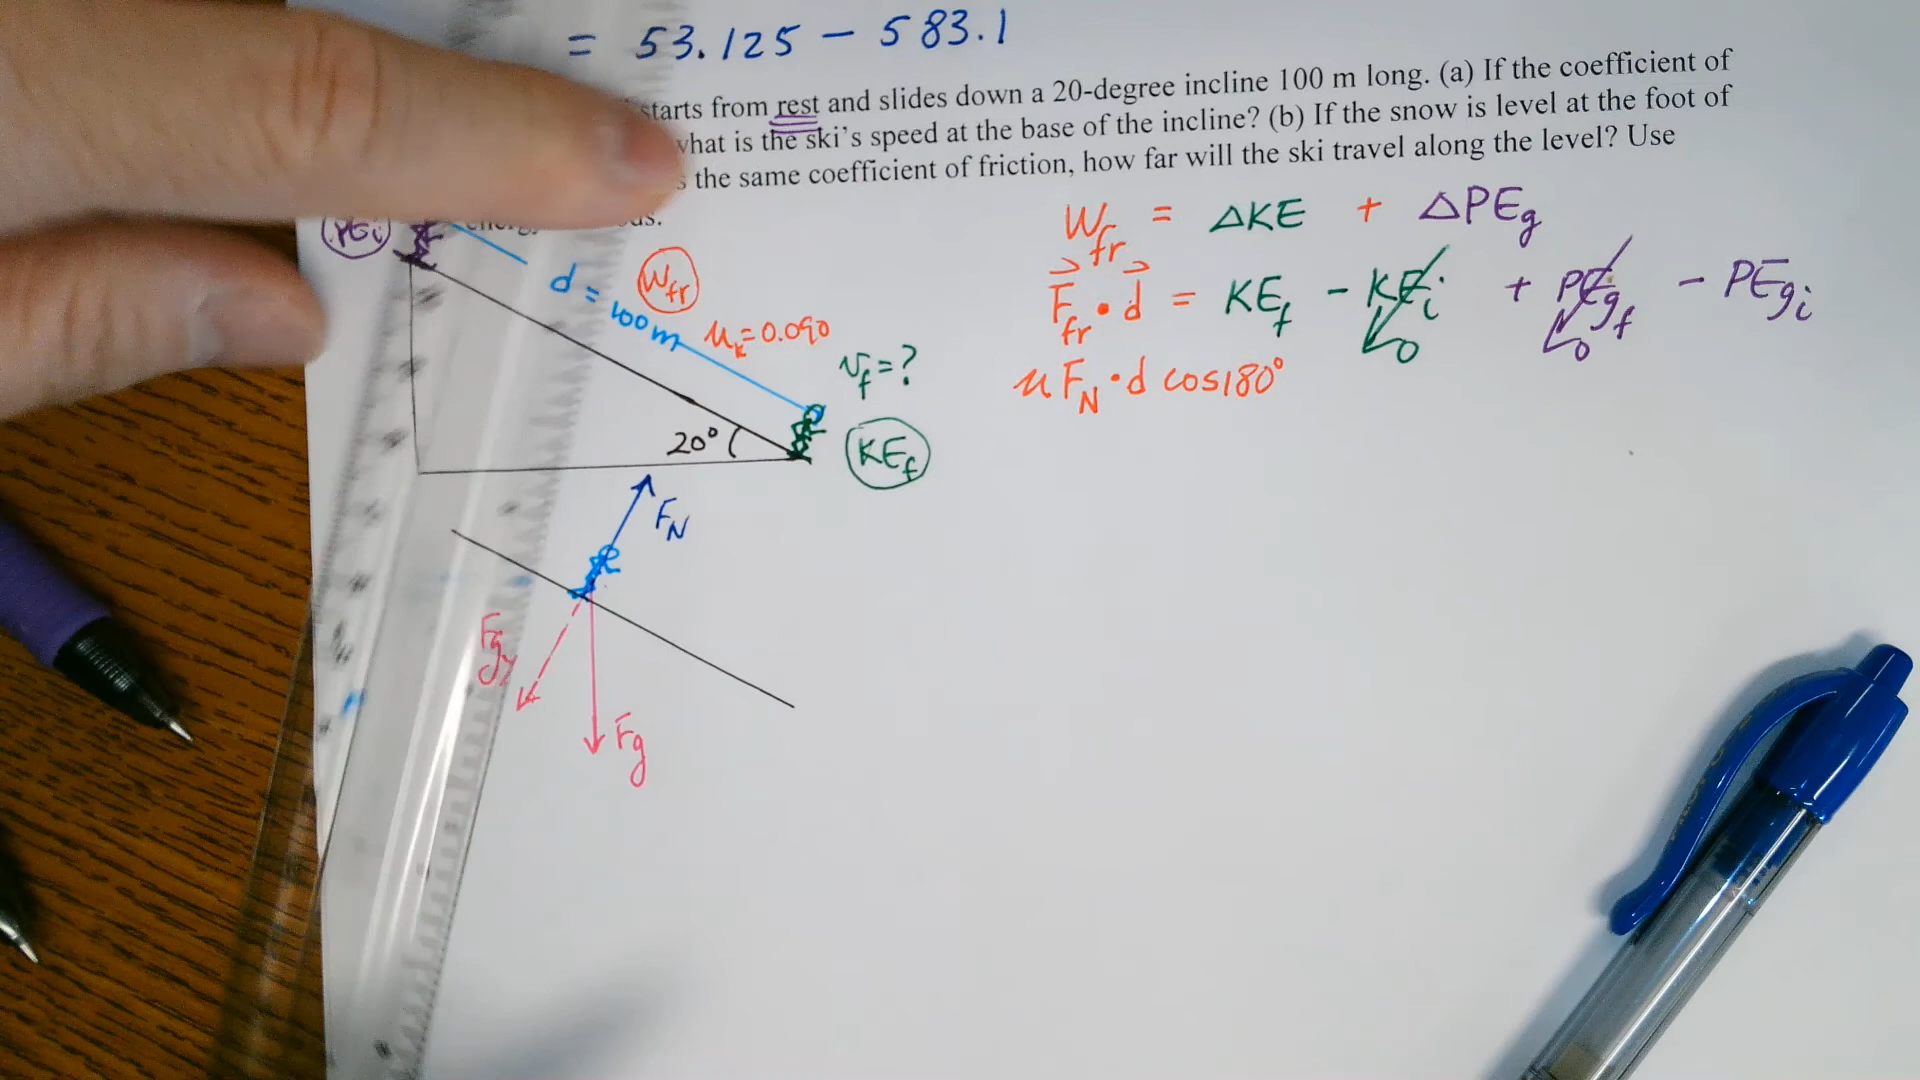 = 53.125 - 583.1
starts from rest and slides down a 20-degree incline 100 m long. (a) If the coefficient of
what is the ski's speed at the base of the incline? (b) If the snow is level at the foot of
the same coefficient of friction, how far will the ski travel along the level? Use
PEi
d = 100 m
Wfr
μk = 0.090
vf = ?
20°
KEf
Wfr = ΔKE + ΔPEg
Ffr • d = KEf - KEi + PEgf - PEgi
0 0
μ FN • d cos180°
FN
Fgy
Fg